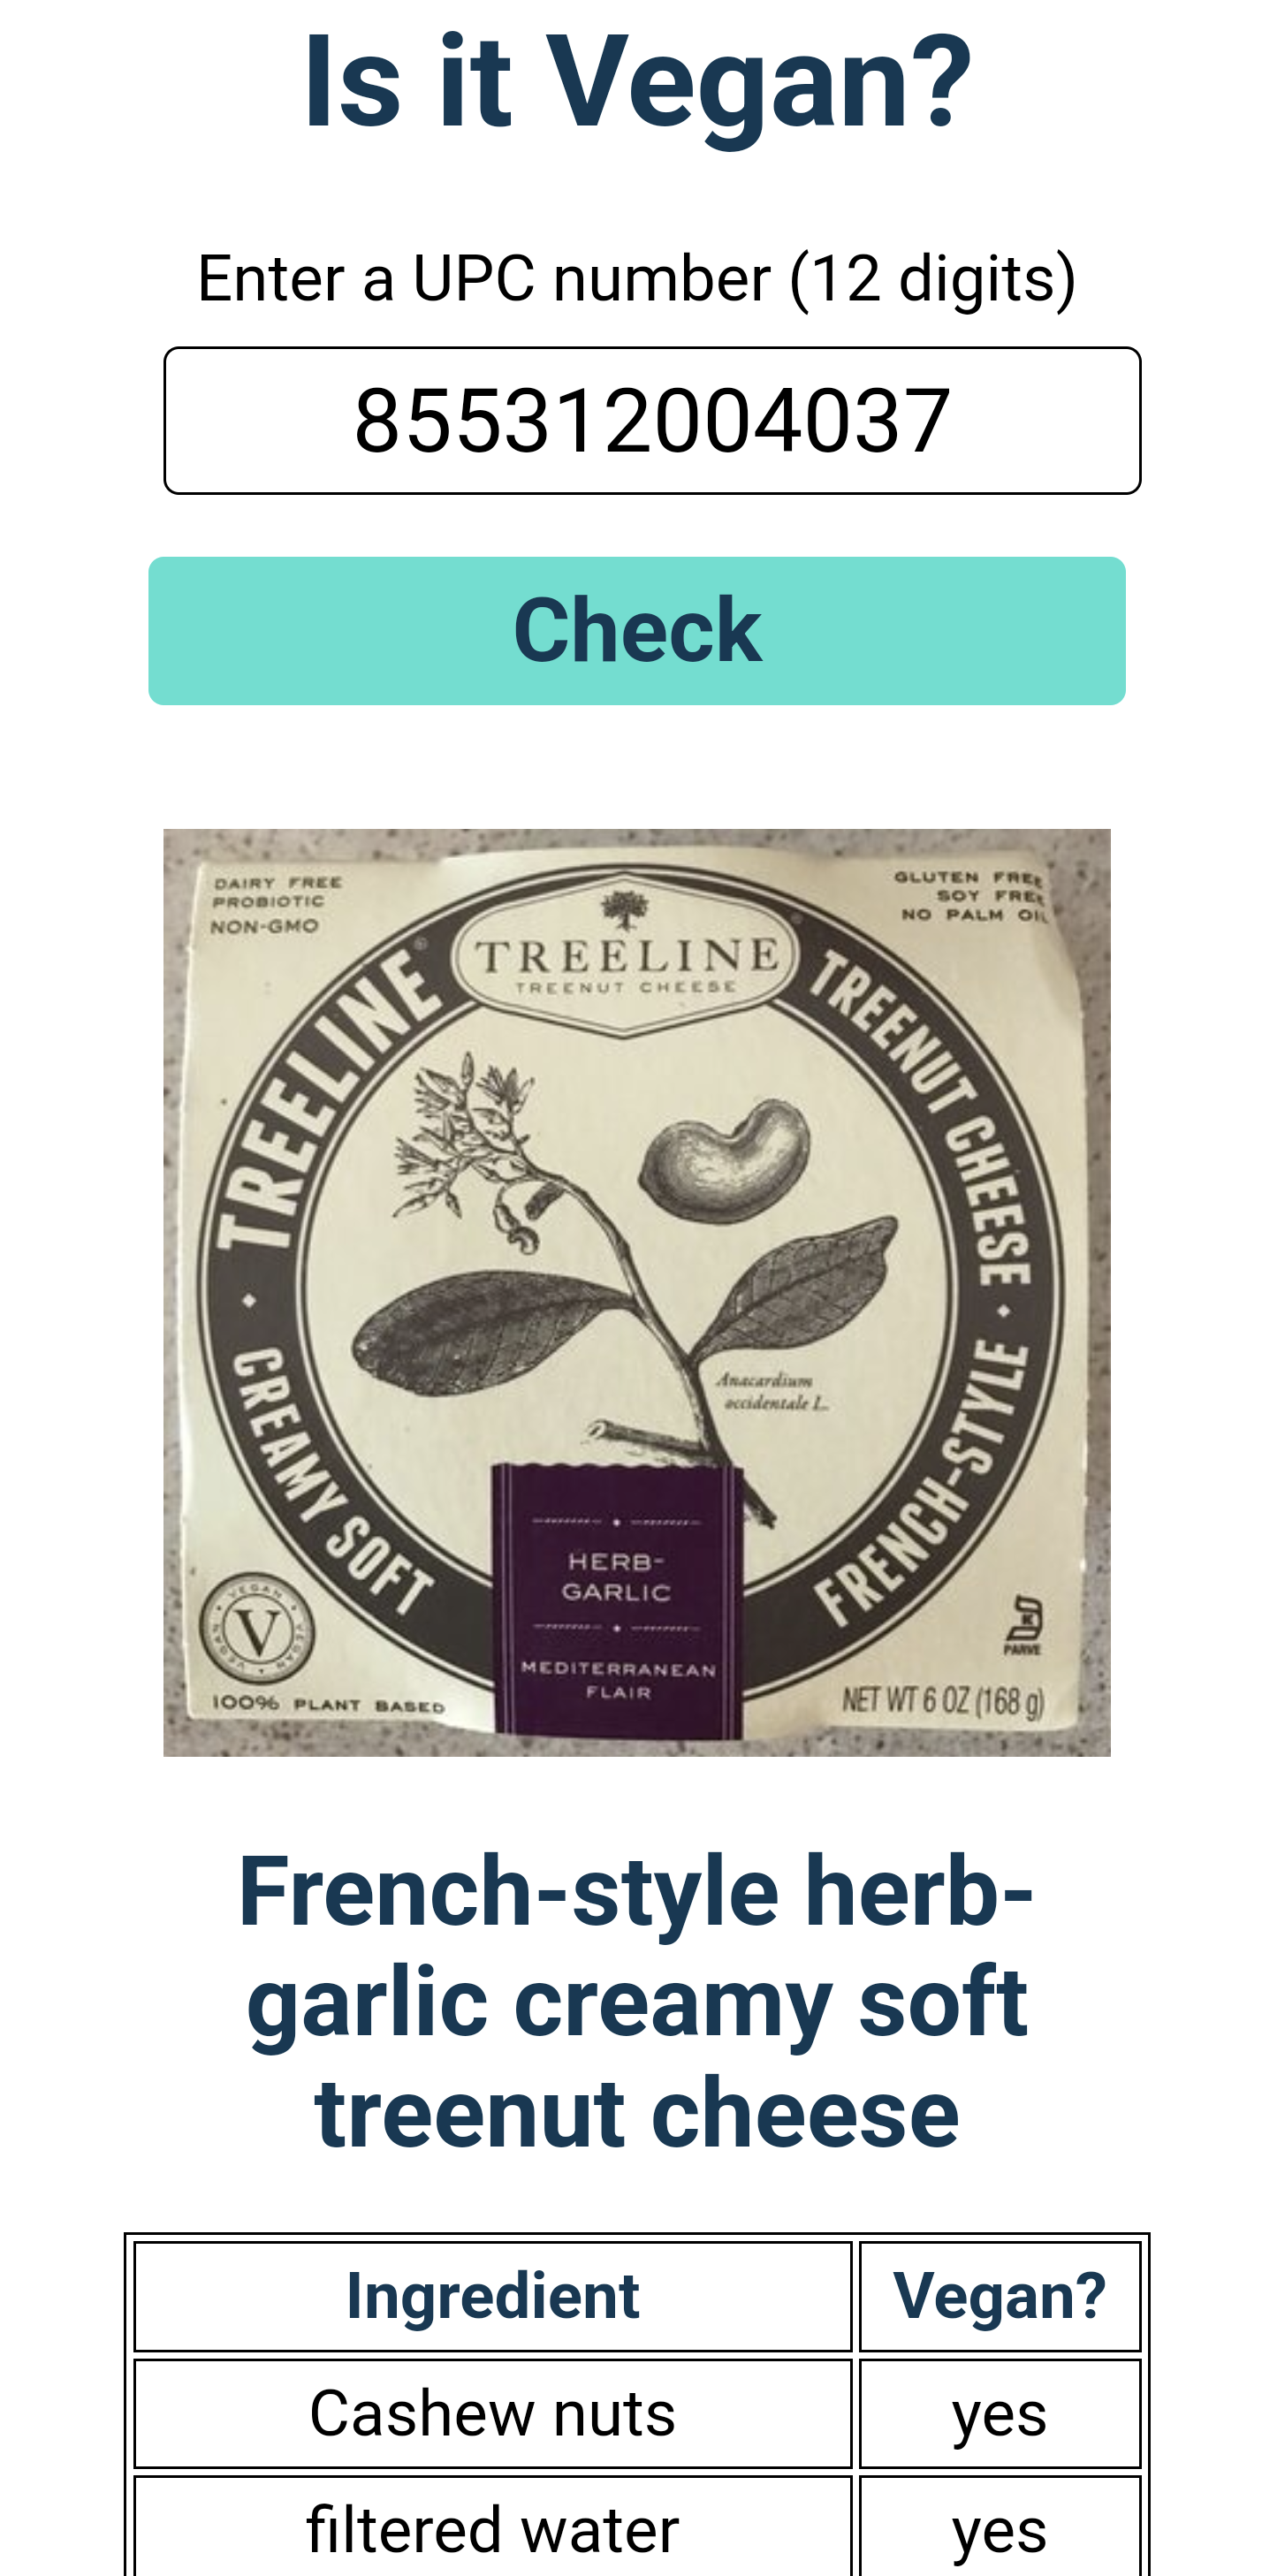 Is it Vegan?
Enter a UPC number (12 digits)
855312004037
Check
DAIRY FREE
PROBIOTIC
NON-GMO
GLUTEN FREE
SOY FREE
NO PALM OIL
TREELINE
TREENUT CHEESE
TREELINE®
TREENUT CHEESE
CREAMY SOFT
FRENCH-STYLE
Anacardium
occidentale L.
HERB-
GARLIC
MEDITERRANEAN
FLAIR
VEGAN • VEGAN • VEGAN •
V
100% PLANT BASED
K
PARVE
NET WT 6 OZ (168 g)
French-style herb-
garlic creamy soft
treenut cheese
Ingredient Vegan?
Cashew nuts yes
filtered water yes